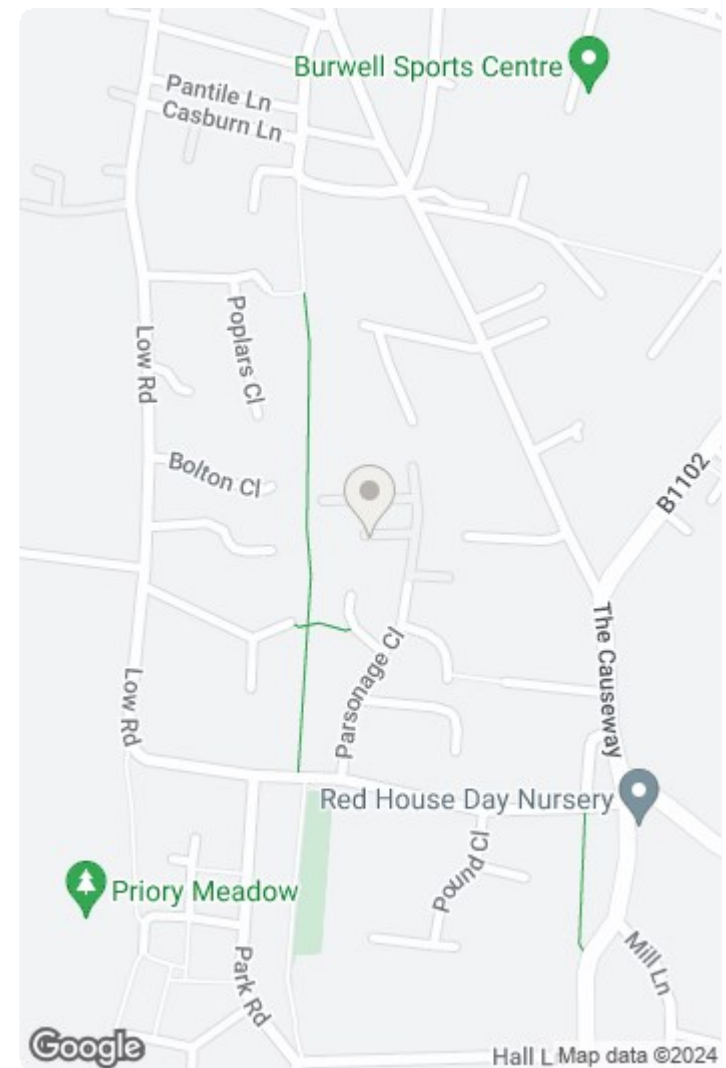 Burwell Sports Centre
Pantile Ln
Casburn Ln
Low Rd
Poplars Cl
Bolton Cl
B1102
The Causeway
Parsonage Cl
Low Rd
Red House Day Nursery
Pound Cl
Priory Meadow
Park Rd
Mill Ln
Google
Hall L
Map data ©2024